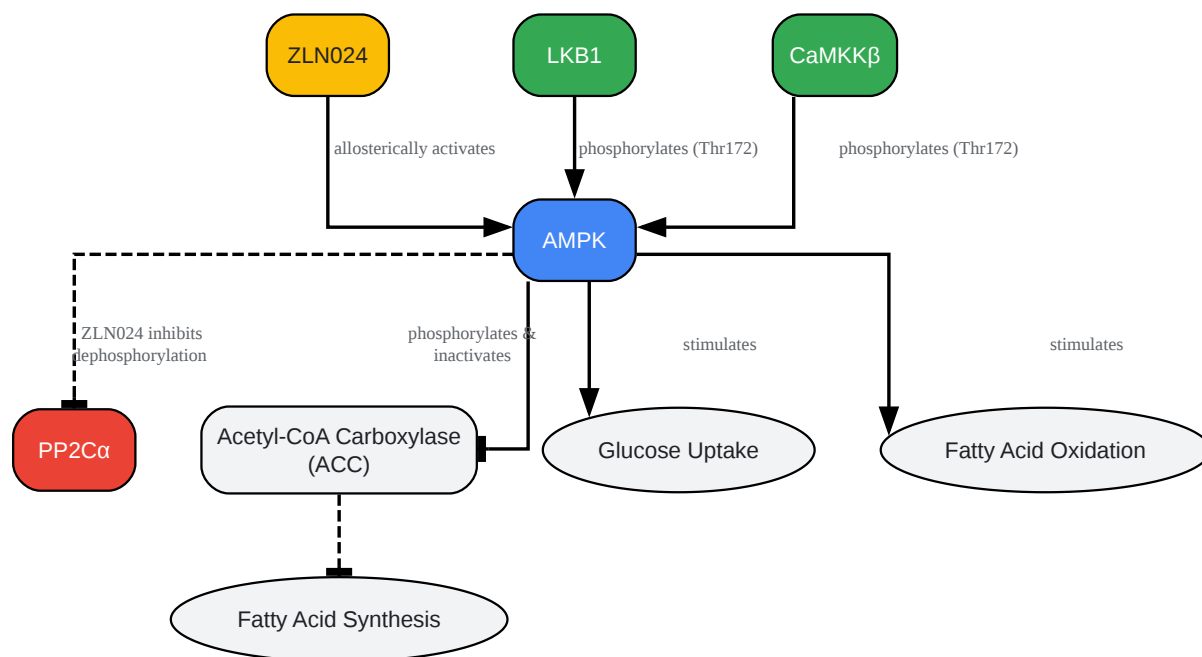 ZLN024
LKB1
CaMKKβ
allosterically activates
phosphorylates (Thr172)
phosphorylates (Thr172)
AMPK
ZLN024 inhibits
dephosphorylation
phosphorylates &
inactivates
stimulates
stimulates
PP2Cα
Acetyl-CoA Carboxylase
(ACC)
Glucose Uptake
Fatty Acid Oxidation
Fatty Acid Synthesis